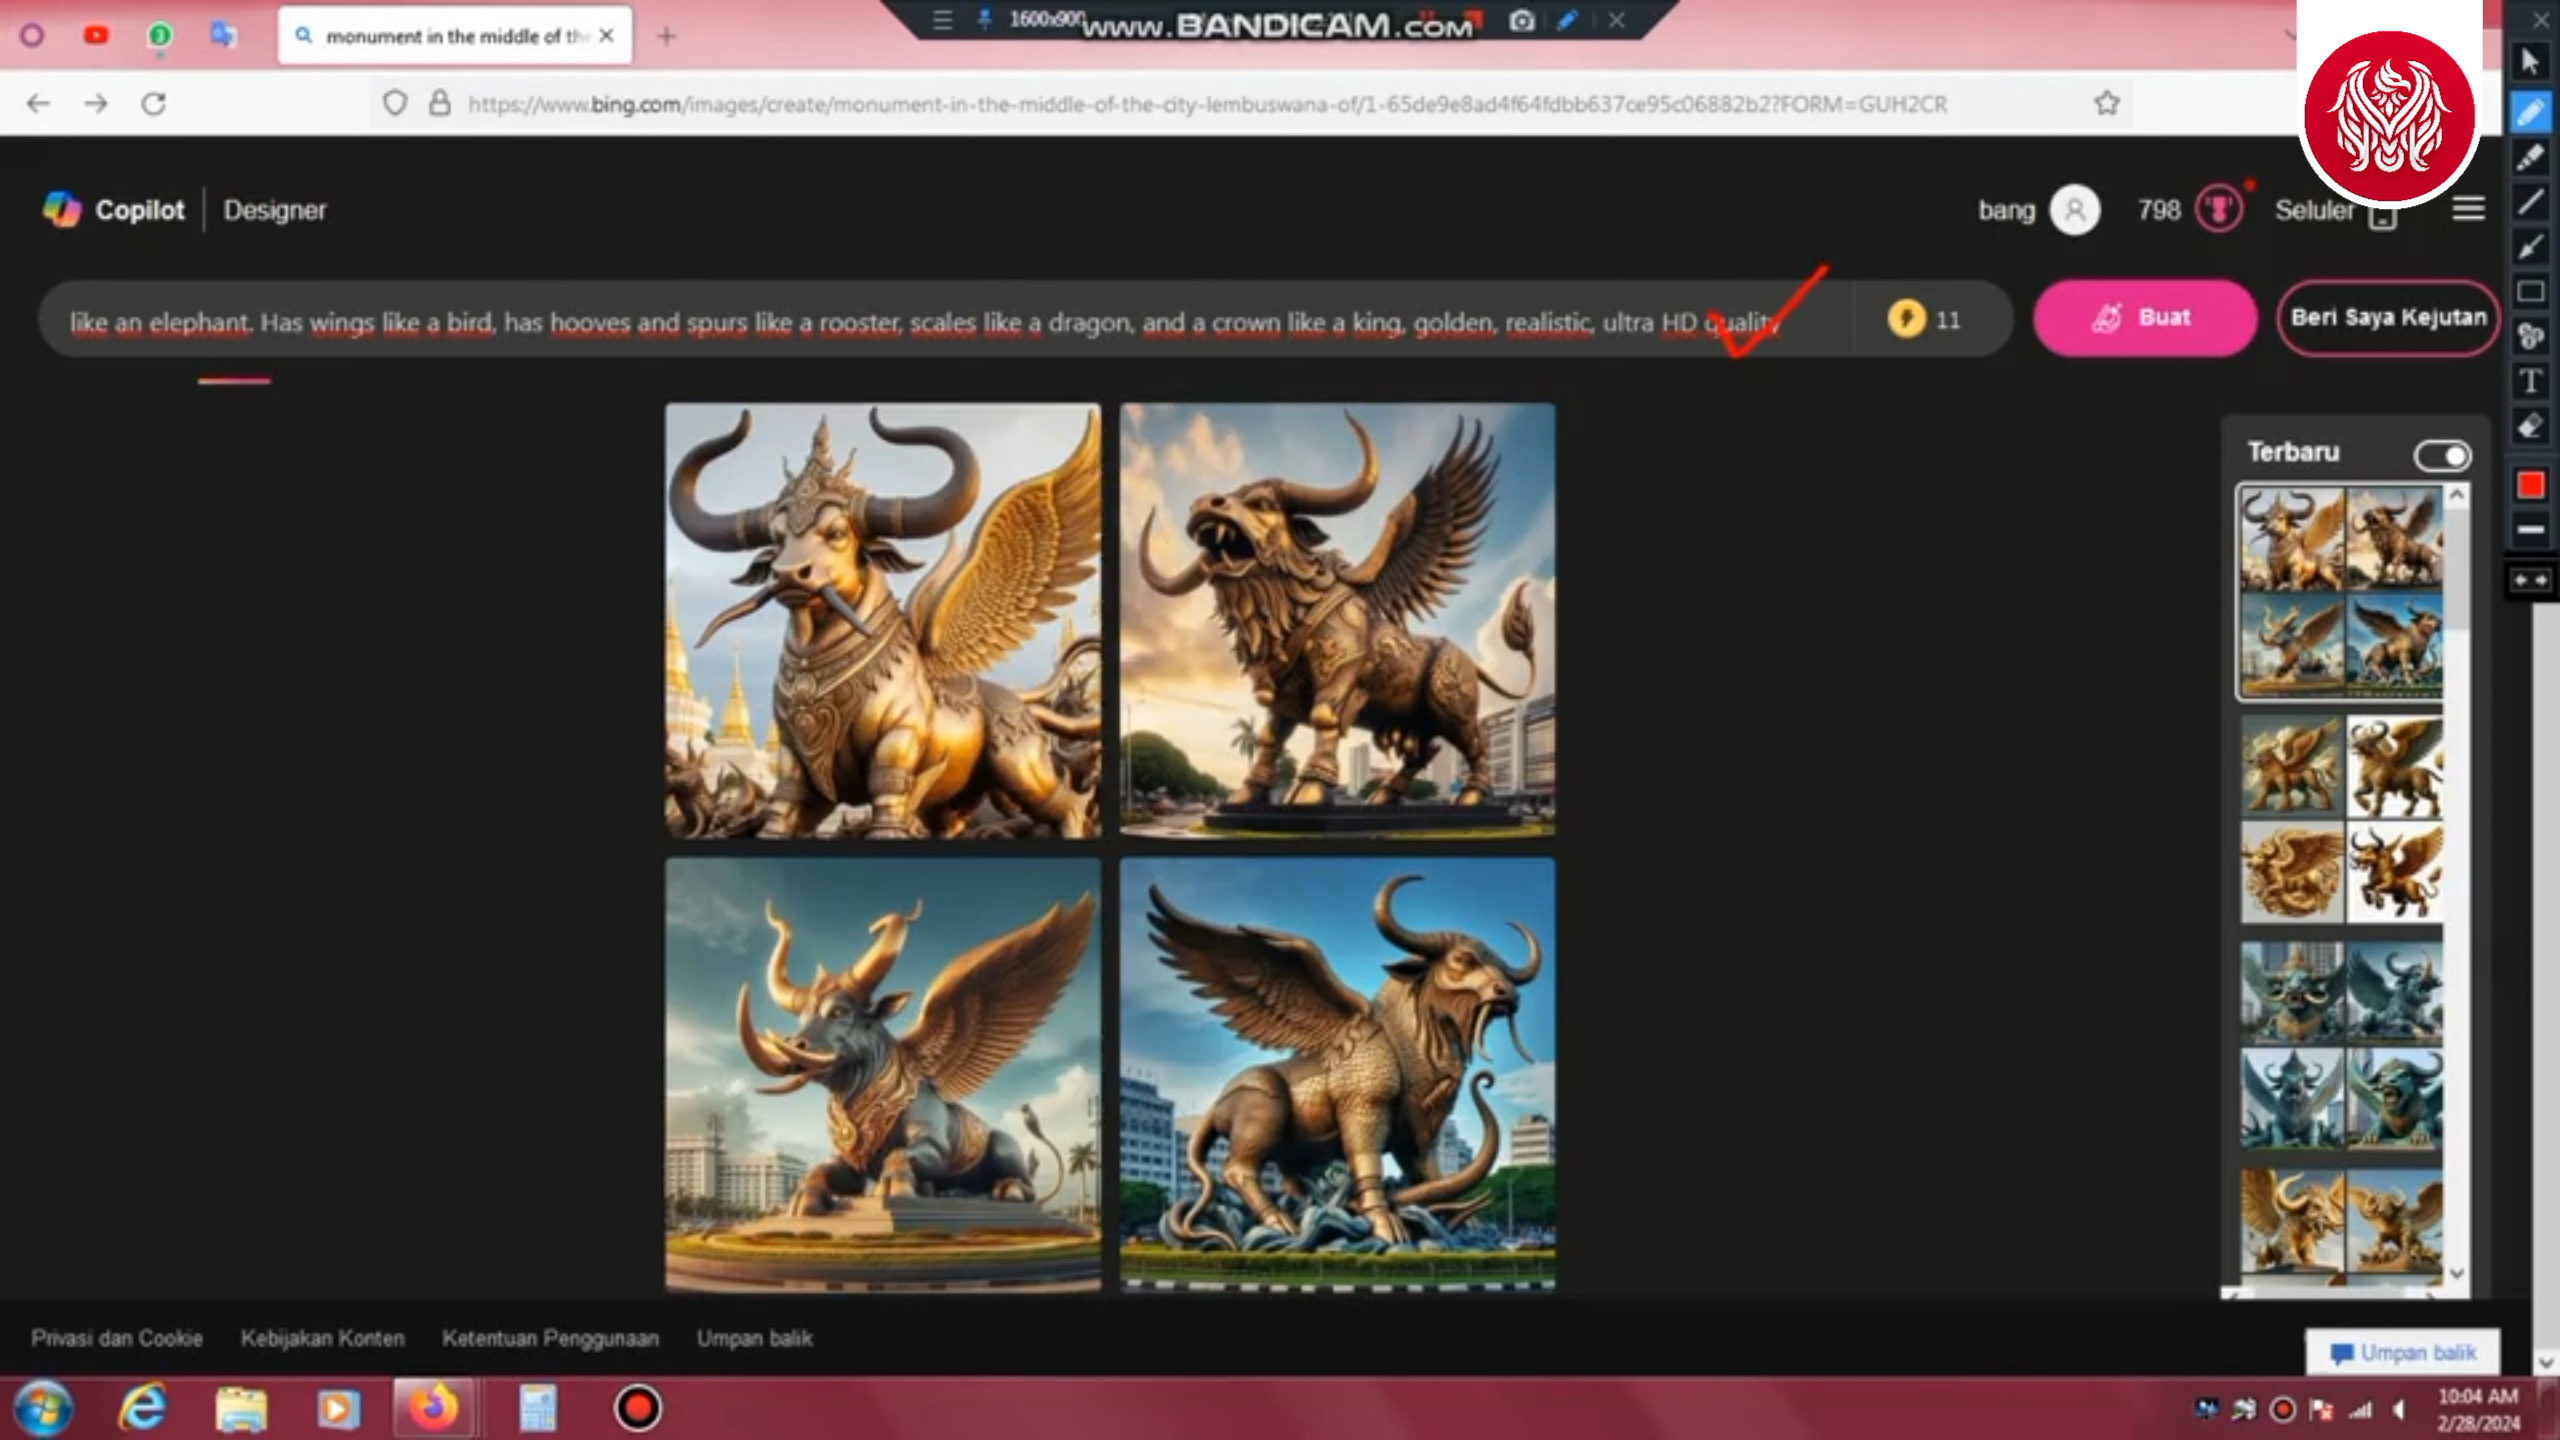 monument in the middle of th
1600x900
www.BANDICAM.COM
https://www.bing.com/images/create/monument-in-the-middle-of-the-city-lembuswana-of/1-65de9e8ad4f64fdbb637ce95c06882b2?FORM=GUH2CR
Copilot
Designer
bang
798
Seluler
like an elephant. Has wings like a bird, has hooves and spurs like a rooster, scales like a dragon, and a crown like a king, golden, realistic, ultra HD quality
11
Buat
Beri Saya Kejutan
Terbaru
Privasi dan Cookie
Kebijakan Konten
Ketentuan Penggunaan
Umpan balik
Umpan balik
10:04 AM
2/28/2024